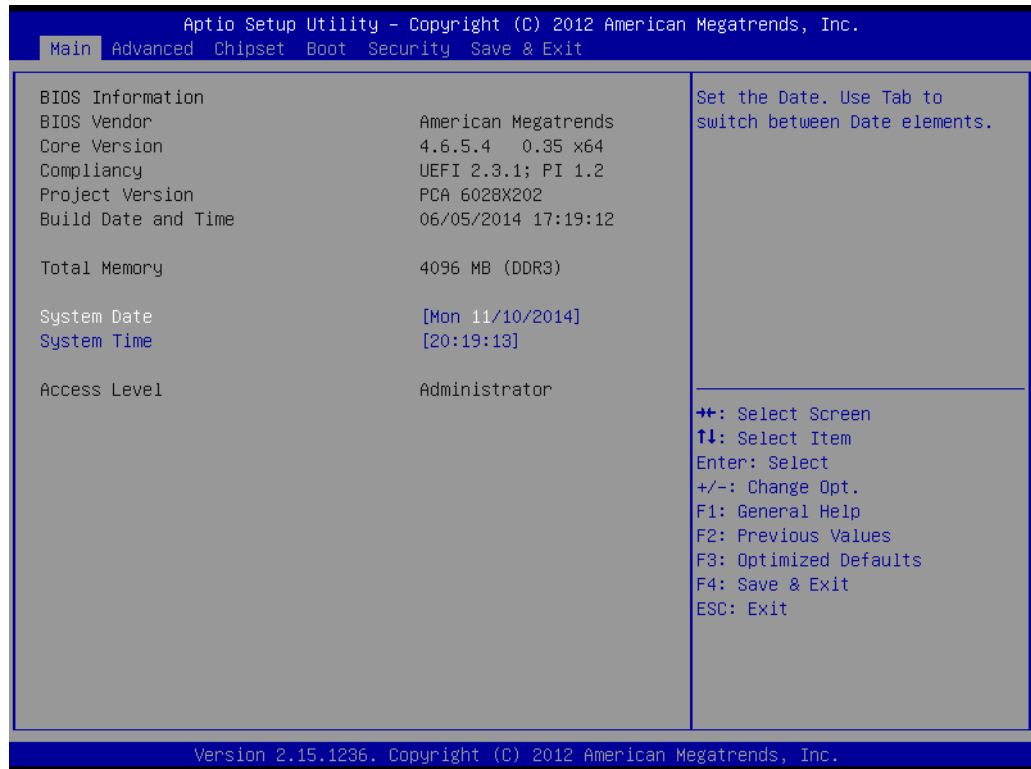 Aptio Setup Utility – Copyright (C) 2012 American Megatrends, Inc.
Main Advanced Chipset Boot Security Save & Exit
BIOS Information
BIOS Vendor American Megatrends
Core Version 4.6.5.4 0.35 x64
Compliancy UEFI 2.3.1; PI 1.2
Project Version PCA 6028X202
Build Date and Time 06/05/2014 17:19:12
Total Memory 4096 MB (DDR3)
System Date [Mon 11/10/2014]
System Time [20:19:13]
Access Level Administrator
Set the Date. Use Tab to
switch between Date elements.
→←: Select Screen
↑↓: Select Item
Enter: Select
+/-: Change Opt.
F1: General Help
F2: Previous Values
F3: Optimized Defaults
F4: Save & Exit
ESC: Exit
Version 2.15.1236. Copyright (C) 2012 American Megatrends, Inc.